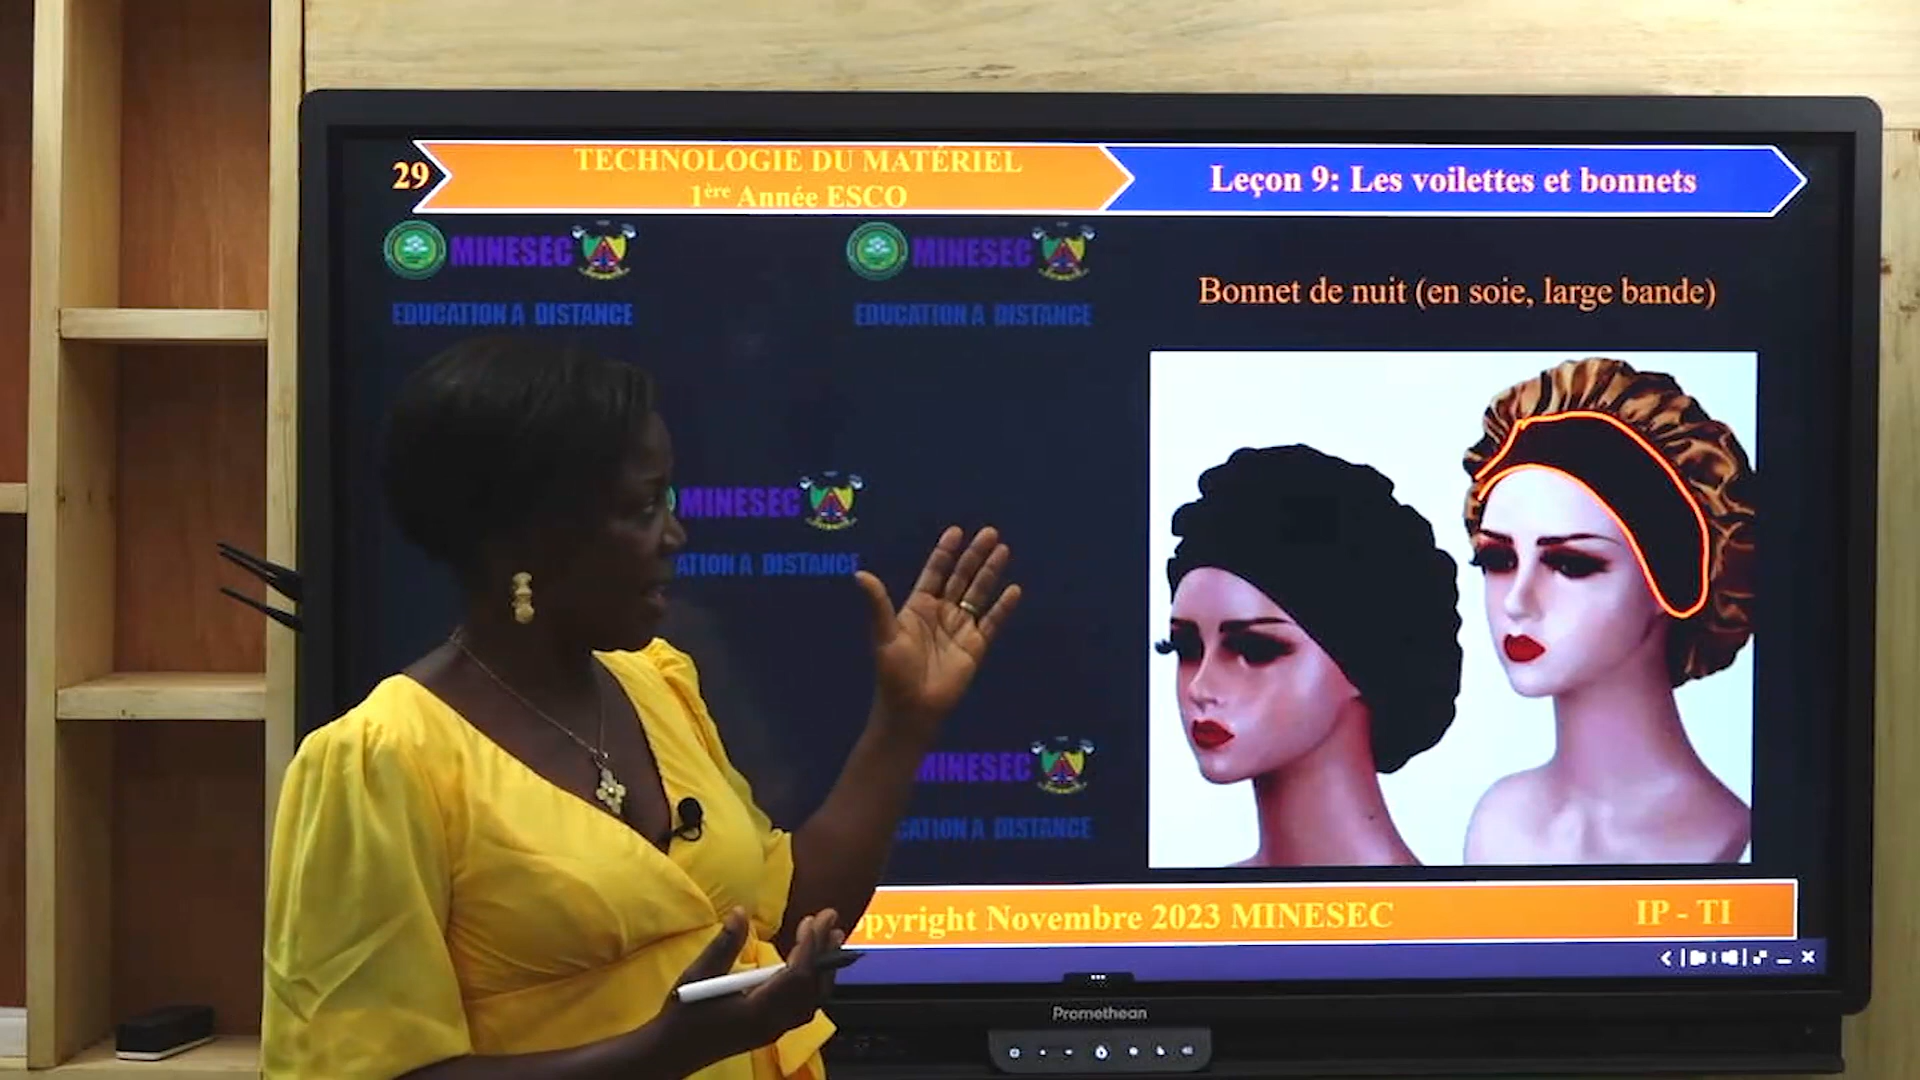 29
TECHNOLOGIE DU MATÉRIEL
1ère Année ESCO
Leçon 9: Les voilettes et bonnets
MINESEC
EDUCATION A DISTANCE
MINESEC
EDUCATION A DISTANCE
Bonnet de nuit (en soie, large bande)
MINESEC
ATION A DISTANCE
MINESEC
CATION A DISTANCE
opyright Novembre 2023 MINESEC
IP - TI
Promethean